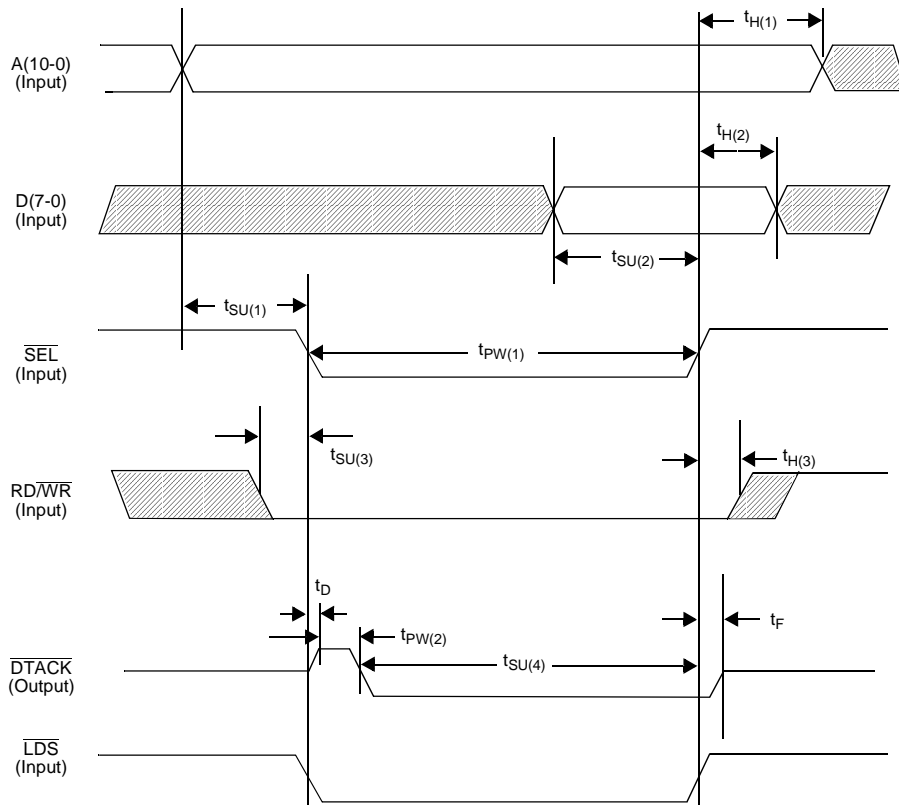 tH(1)
A(10-0)
(Input)
tH(2)
D(7-0)
(Input)
tSU(2)
tSU(1)
SEL
(Input)
tPW(1)
tSU(3)
tH(3)
RD/WR
(Input)
tD
tPW(2)
tF
tSU(4)
DTACK
(Output)
LDS
(Input)